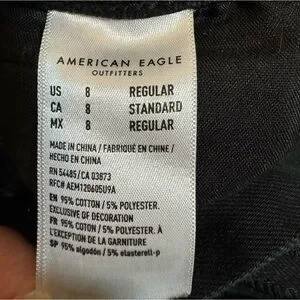 AMERICAN EAGLE
OUTFITTERS
US 8 REGULAR
CA 8 STANDARD
MX 8 REGULAR
MADE IN CHINA / FABRIQUÉ EN CHINE /
HECHO EN CHINA
RN 54485/CA 03873
RFC# AEM120605U9A
EN 95% COTTON / 5% POLYESTER.
EXCLUSIVE OF DECORATION
FR 95% COTON / 5% POLYESTER. À
L'EXCEPTION DE LA GARNITURE
SP 95% algodón / 5% elasterell-p